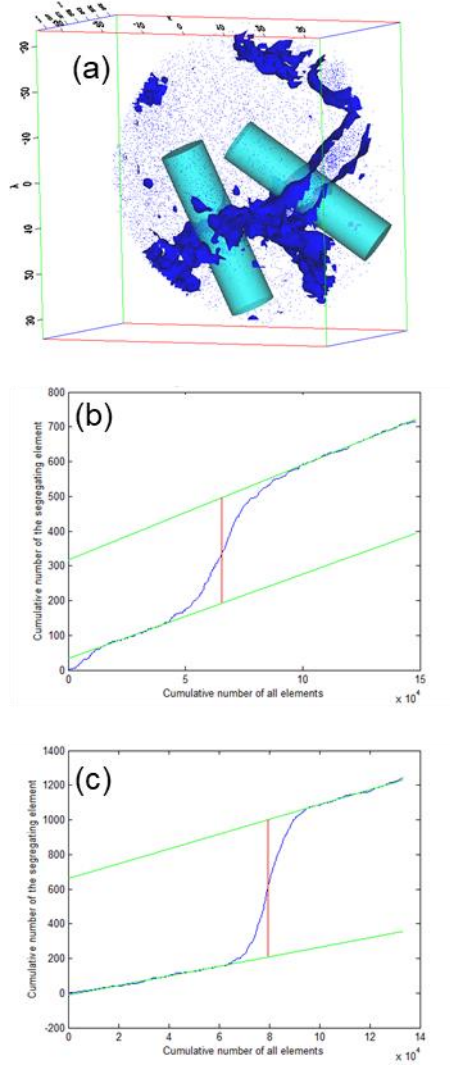 (a)
-10
0
10
20
30
(b)
800
700
600
500
400
300
200
100
0
Cumulative number of the segregating element
0 5 10 15
Cumulative number of all elements
x 10^4
(c)
1400
1200
1000
800
600
400
200
0
-200
Cumulative number of the segregating element
0 2 4 6 8 10 12 14
Cumulative number of all elements
x 10^4